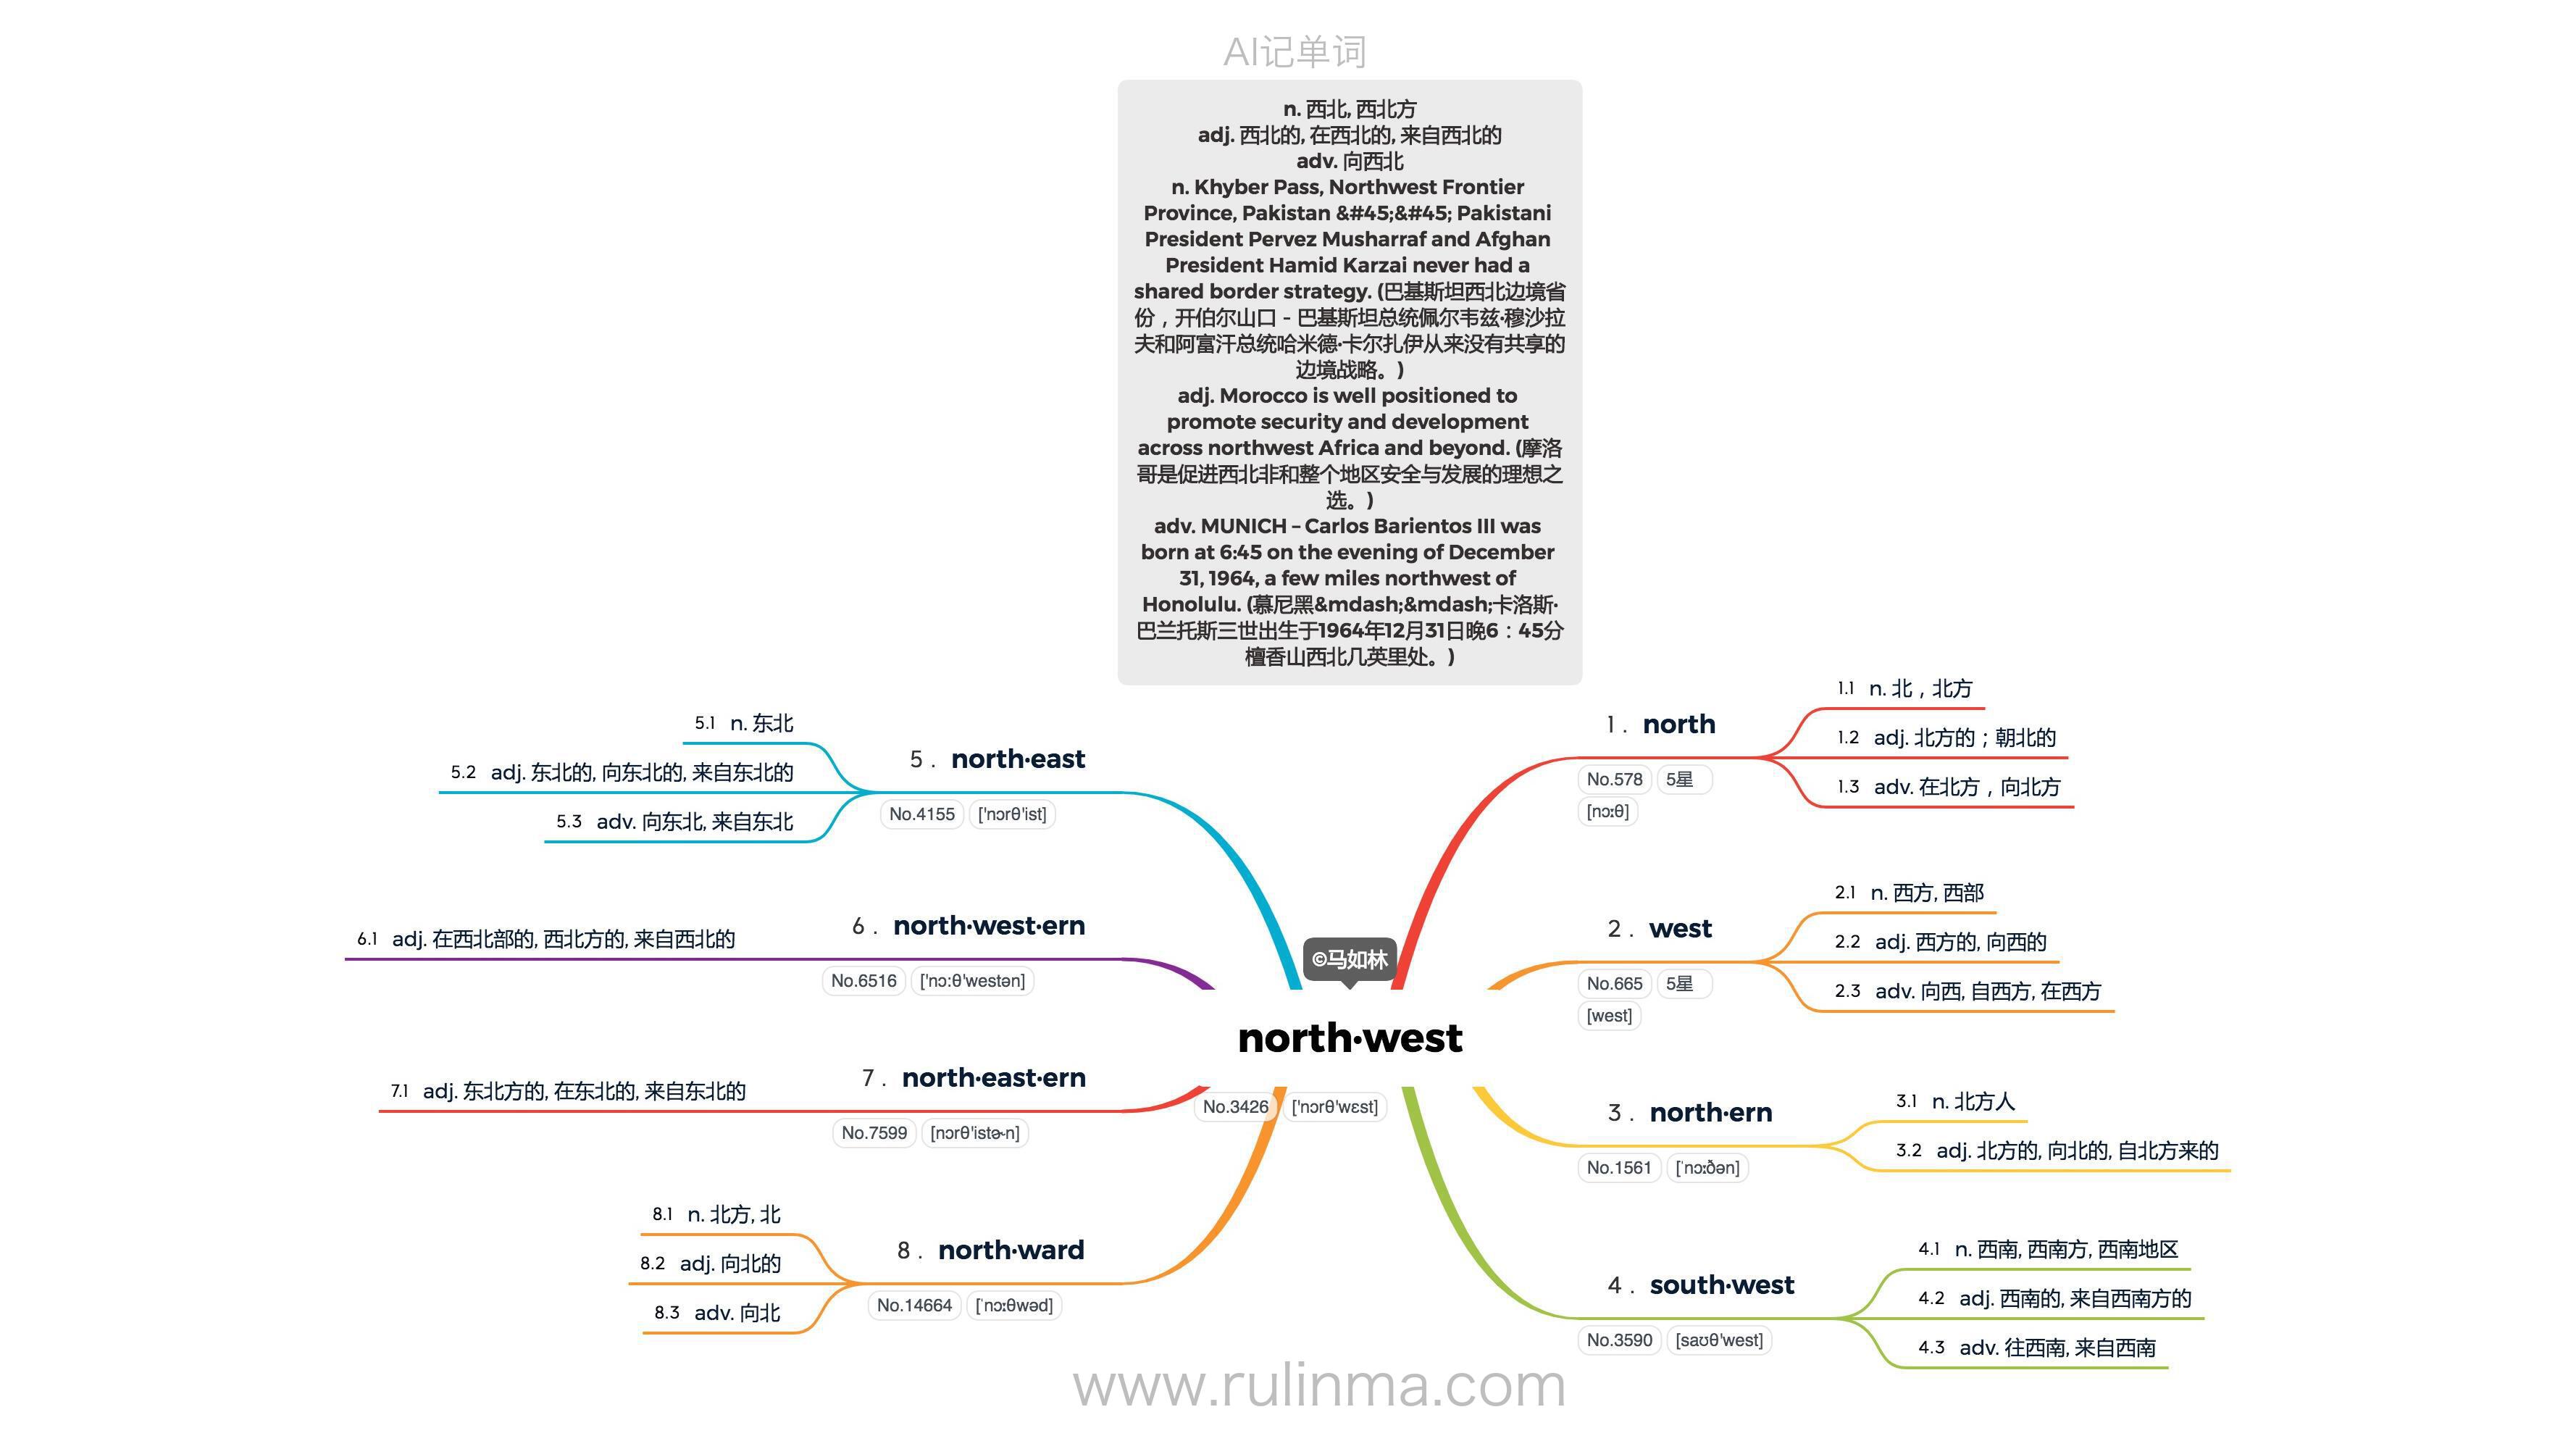 AI记单词
n. 西北, 西北方
adj. 西北的, 在西北的, 来自西北的
adv. 向西北
n. Khyber Pass, Northwest Frontier
Province, Pakistan &#45;&#45; Pakistani
President Pervez Musharraf and Afghan
President Hamid Karzai never had a
shared border strategy. (巴基斯坦西北边境省
份，开伯尔山口－巴基斯坦总统佩尔韦兹·穆沙拉
夫和阿富汗总统哈米德·卡尔扎伊从来没有共享的
边境战略。)
adj. Morocco is well positioned to
promote security and development
across northwest Africa and beyond. (摩洛
哥是促进西北非和整个地区安全与发展的理想之
选。)
adv. MUNICH – Carlos Barientos III was
born at 6:45 on the evening of December
31, 1964, a few miles northwest of
Honolulu. (慕尼黑&mdash;&mdash;卡洛斯·
巴兰托斯三世出生于1964年12月31日晚6：45分
檀香山西北几英里处。)
©马如林
north·west
No.3426 ['nɔrθ'wɛst]
1. north
No.578 5星
[nɔːθ]
1.1 n. 北，北方
1.2 adj. 北方的；朝北的
1.3 adv. 在北方，向北方
2. west
No.665 5星
[west]
2.1 n. 西方, 西部
2.2 adj. 西方的, 向西的
2.3 adv. 向西, 自西方, 在西方
3. north·ern
No.1561 [ˈnɔːðən]
3.1 n. 北方人
3.2 adj. 北方的, 向北的, 自北方来的
4. south·west
No.3590 [saʊθ'west]
4.1 n. 西南, 西南方, 西南地区
4.2 adj. 西南的, 来自西南方的
4.3 adv. 往西南, 来自西南
5. north·east
No.4155 ['nɔrθ'ist]
5.1 n. 东北
5.2 adj. 东北的, 向东北的, 来自东北的
5.3 adv. 向东北, 来自东北
6. north·west·ern
No.6516 ['nɔ:θ'westən]
6.1 adj. 在西北部的, 西北方的, 来自西北的
7. north·east·ern
No.7599 [nɔrθ'istɚn]
7.1 adj. 东北方的, 在东北的, 来自东北的
8. north·ward
No.14664 [ˈnɔːθwəd]
8.1 n. 北方, 北
8.2 adj. 向北的
8.3 adv. 向北
www.rulinma.com